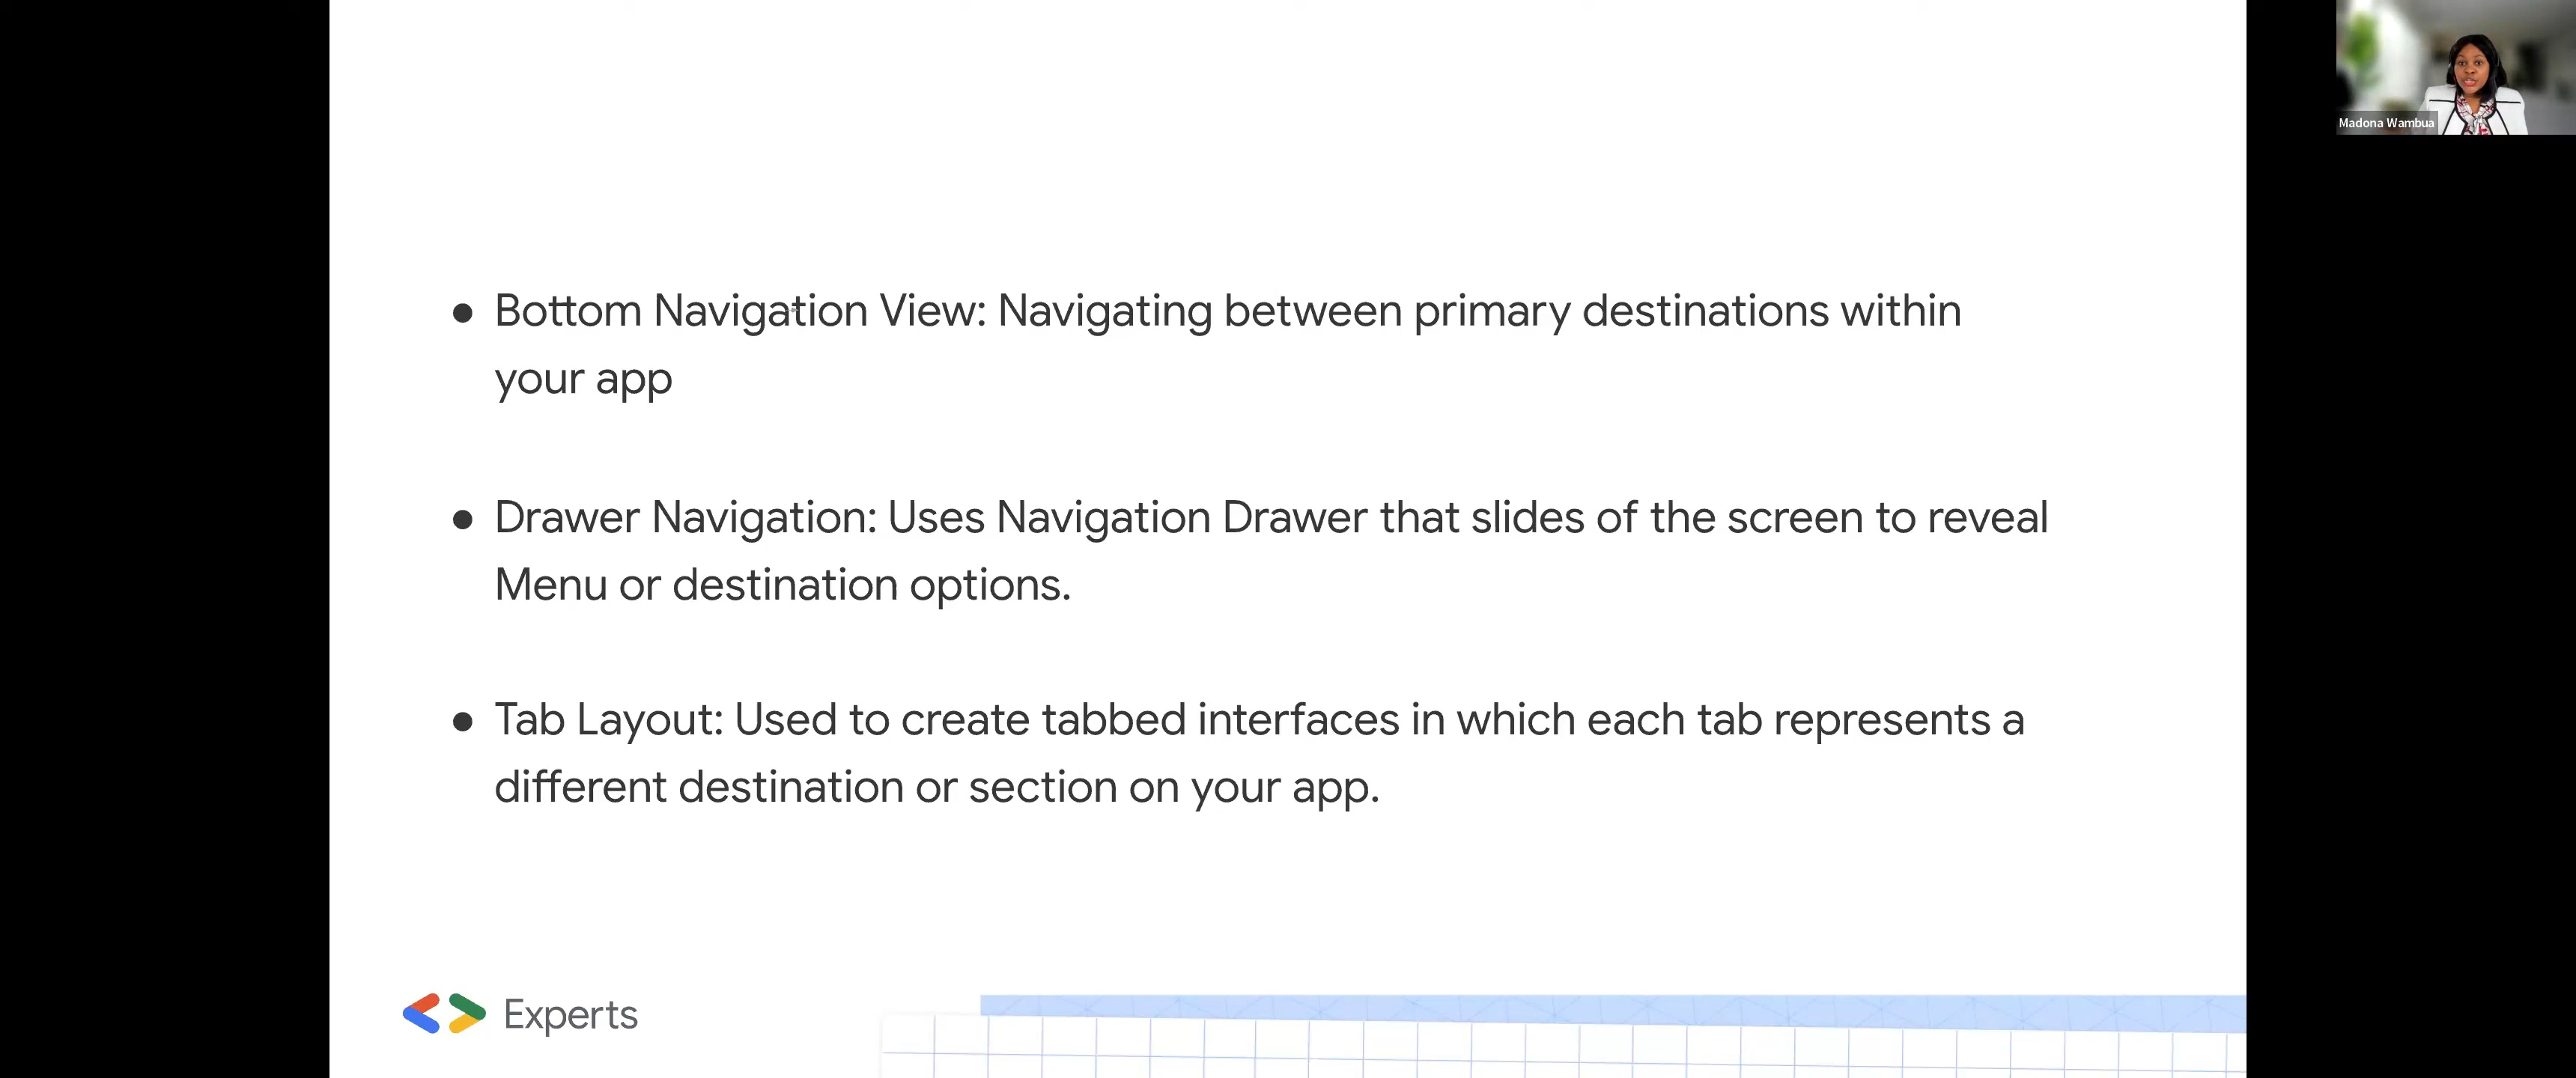 Madona Wambua
● Bottom Navigation View: Navigating between primary destinations within
your app
● Drawer Navigation: Uses Navigation Drawer that slides of the screen to reveal
Menu or destination options.
● Tab Layout: Used to create tabbed interfaces in which each tab represents a
different destination or section on your app.
Experts